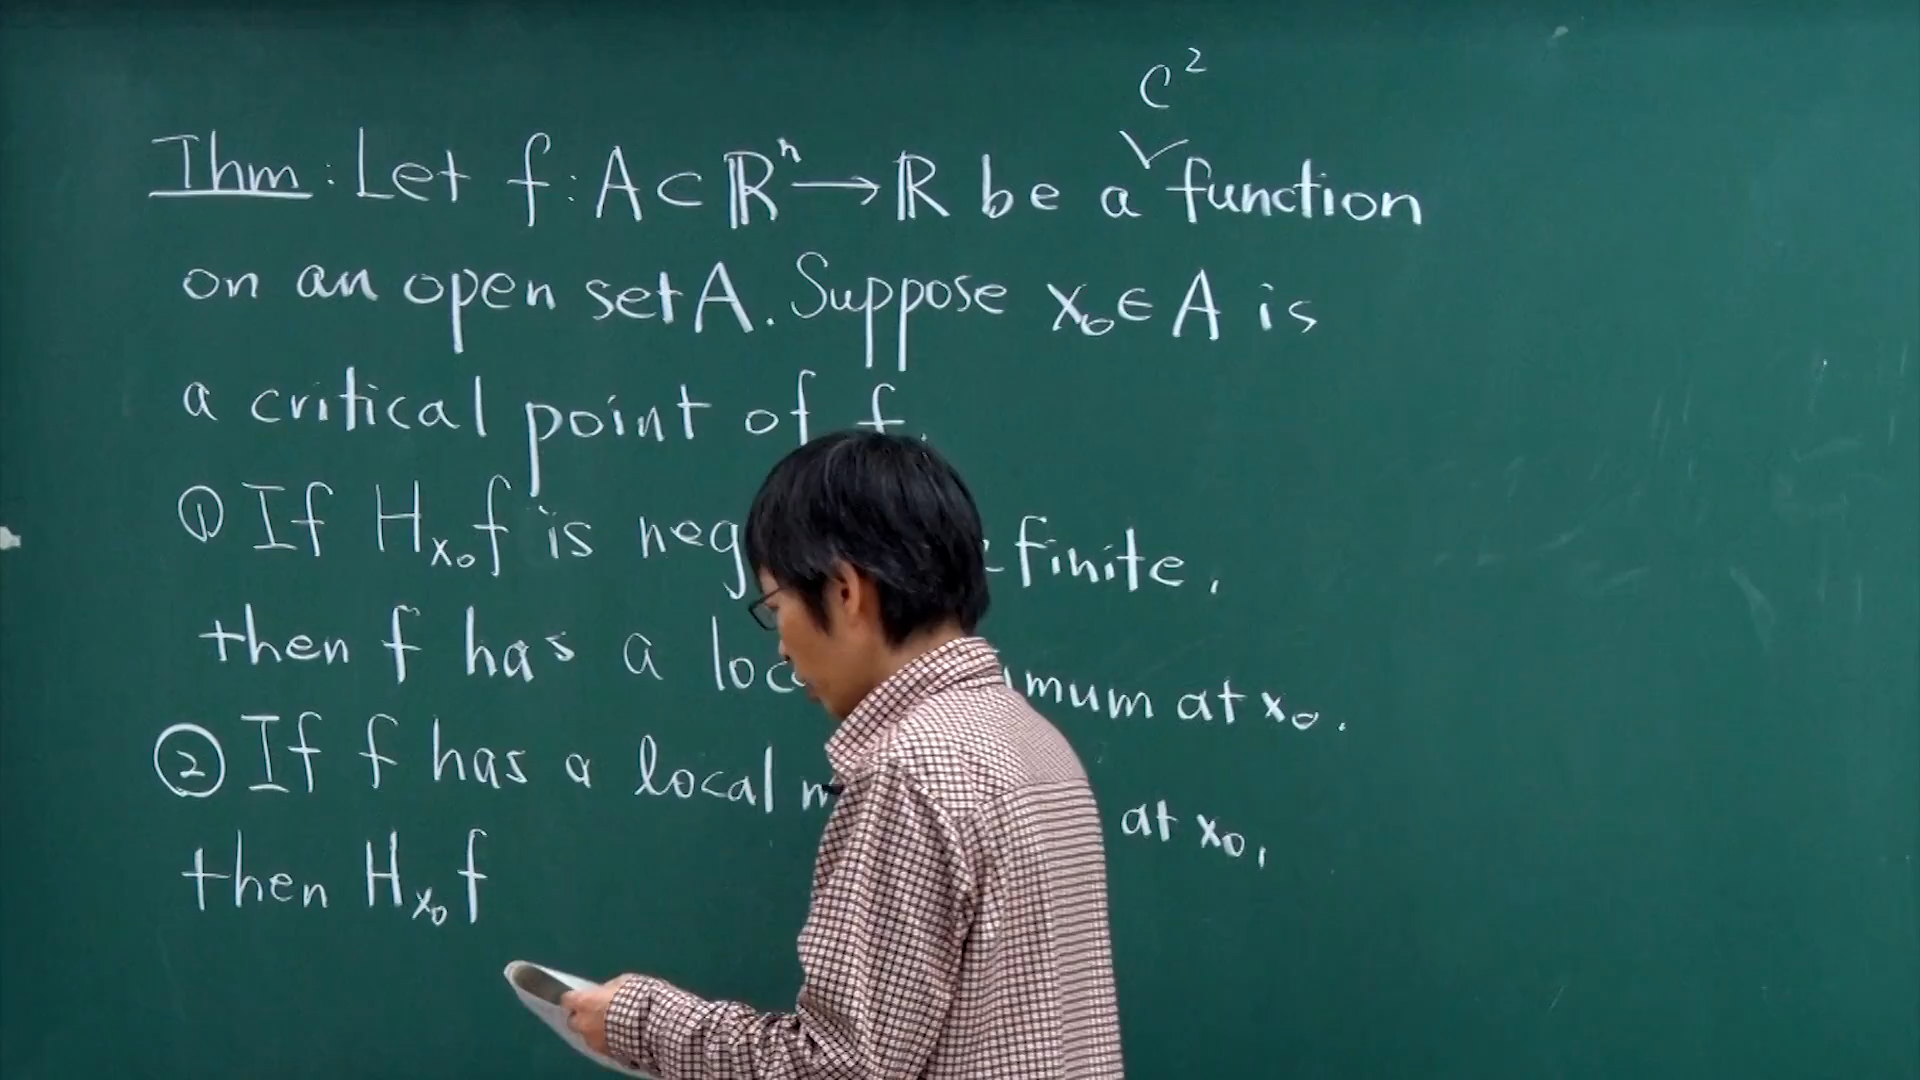 C²
Thm: Let f: A⊂ℝⁿ→ℝ be a ∨ function
on an open set A. Suppose x₀∈A is
a critical point of f.
① If Hₓ₀f is neg finite,
then f has a loc mum at x₀.
② If f has a local m at x₀,
then Hₓ₀f